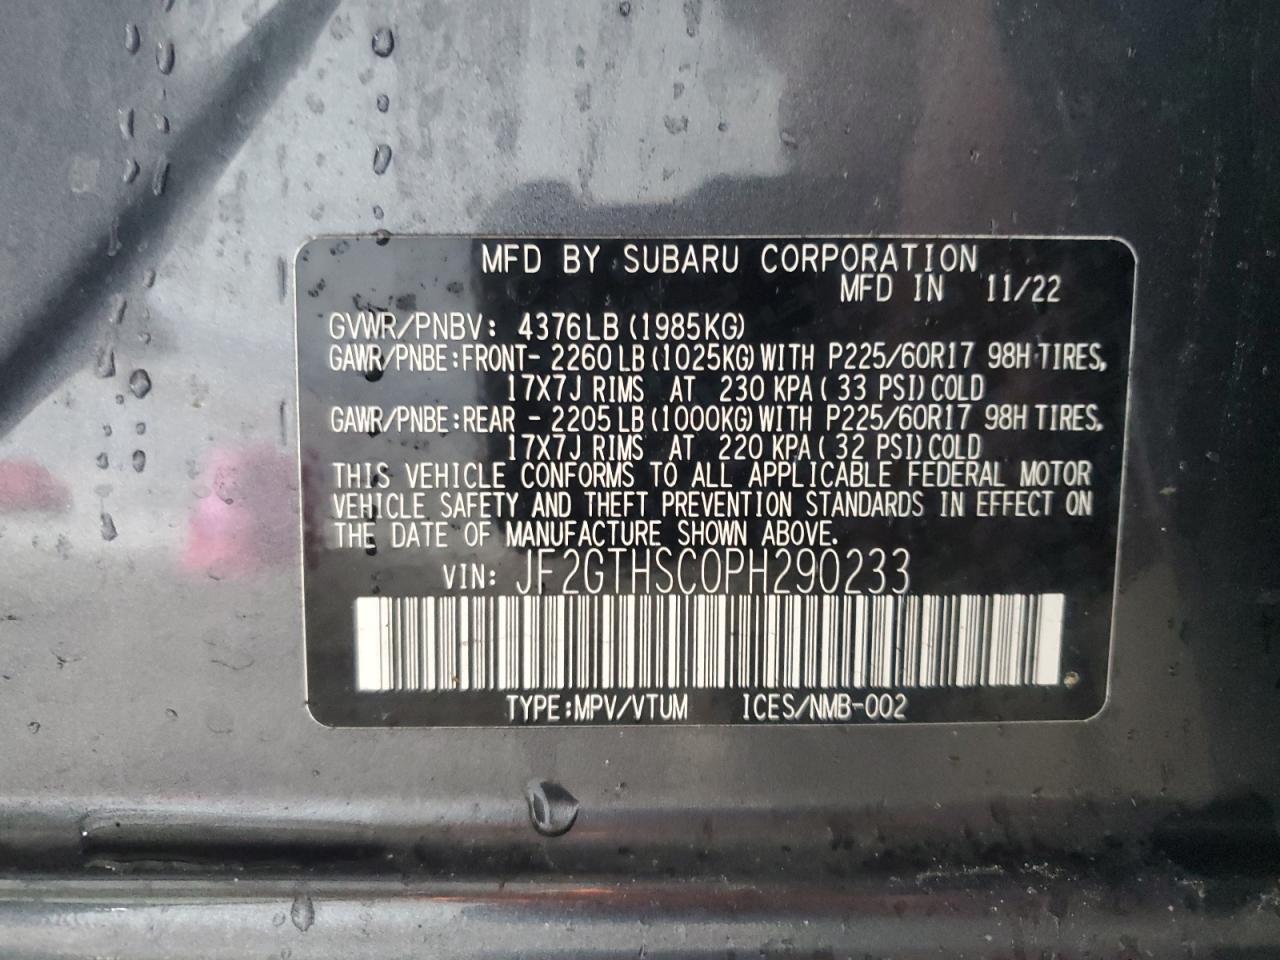 MFD BY SUBARU CORPORATION
MFD IN 11/22
GVWR/PNBV: 4376LB(1985KG)
GAWR/PNBE:FRONT- 2260LB(1025KG)WITH P225/60R17 98H TIRES,
17X7J RIMS AT 230 KPA(33 PSI)COLD
GAWR/PNBE:REAR - 2205LB(1000KG)WITH P225/60R17 98H TIRES,
17X7J RIMS AT 220 KPA(32 PSI)COLD
THIS VEHICLE CONFORMS TO ALL APPLICABLE FEDERAL MOTOR
VEHICLE SAFETY AND THEFT PREVENTION STANDARDS IN EFFECT ON
THE DATE OF MANUFACTURE SHOWN ABOVE.
VIN: JF2GTHSC0PH290233
TYPE:MPV/VTUM ICES/NMB-002